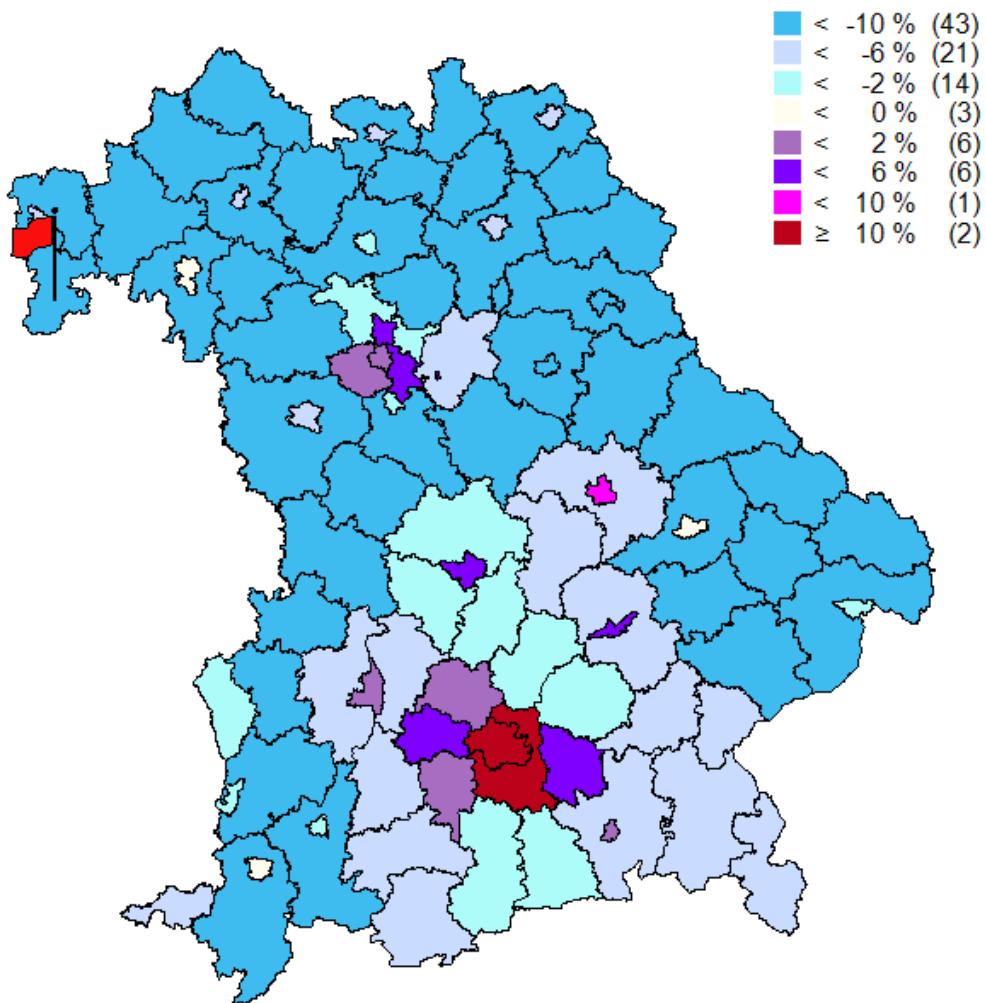 < -10 % (43)
< -6 % (21)
< -2 % (14)
< 0 % (3)
< 2 % (6)
< 6 % (6)
< 10 % (1)
≥ 10 % (2)